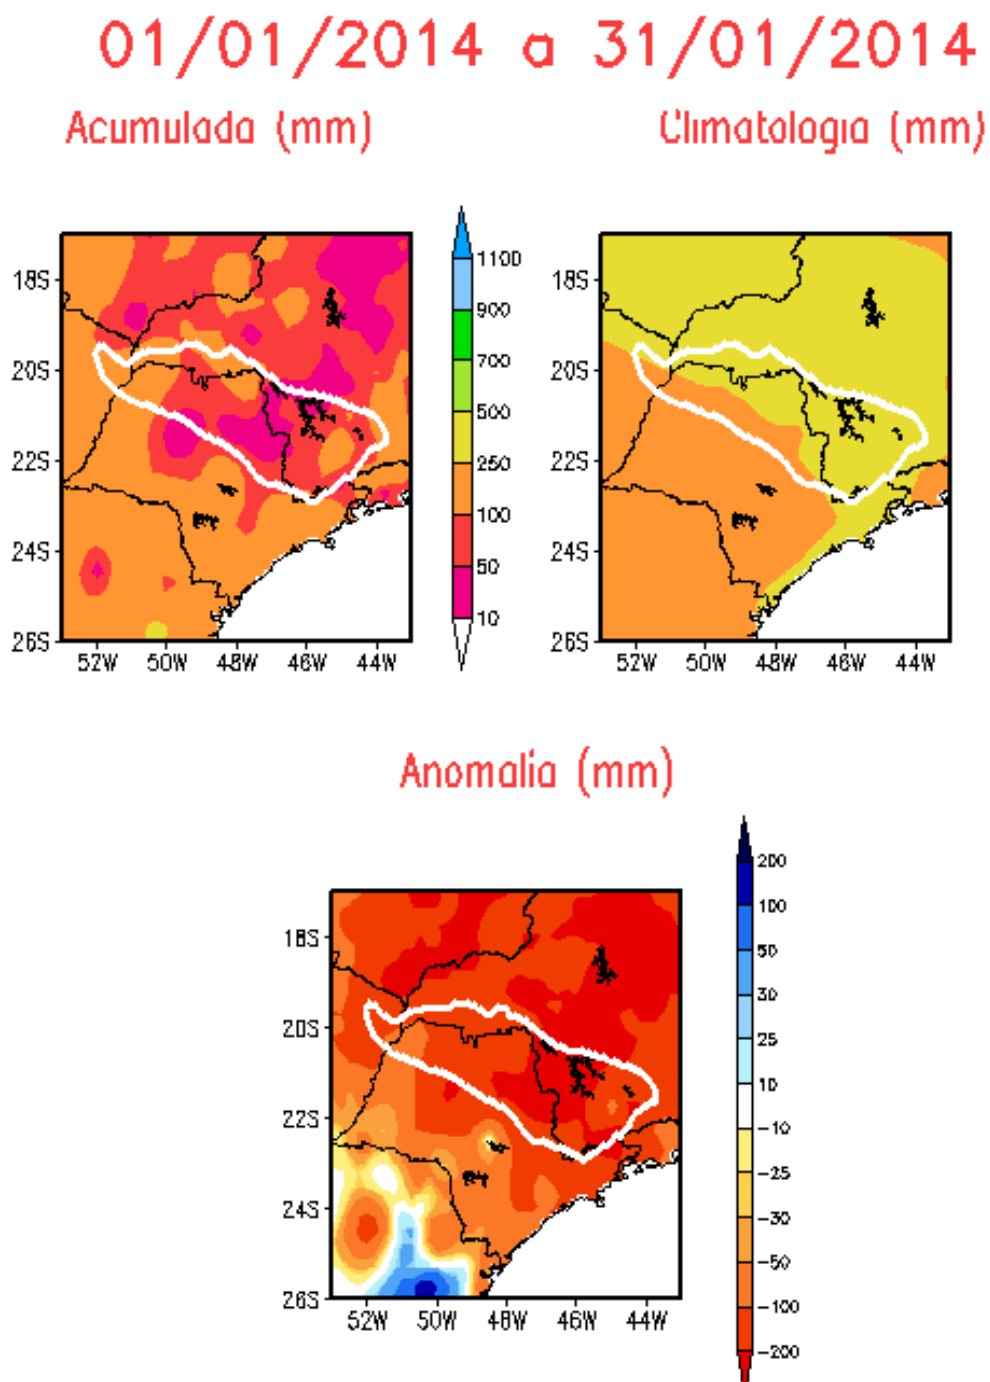 01/01/2014 a 31/01/2014
Acumulada (mm)
Climatologia (mm)
18S
20S
22S
24S
26S
52W 50W 48W 46W 44W
1100
900
700
500
250
100
50
10
18S
20S
22S
24S
26S
52W 50W 48W 46W 44W
Anomalia (mm)
18S
20S
22S
24S
26S
52W 50W 48W 46W 44W
200
100
50
30
25
10
-10
-25
-30
-50
-100
-200